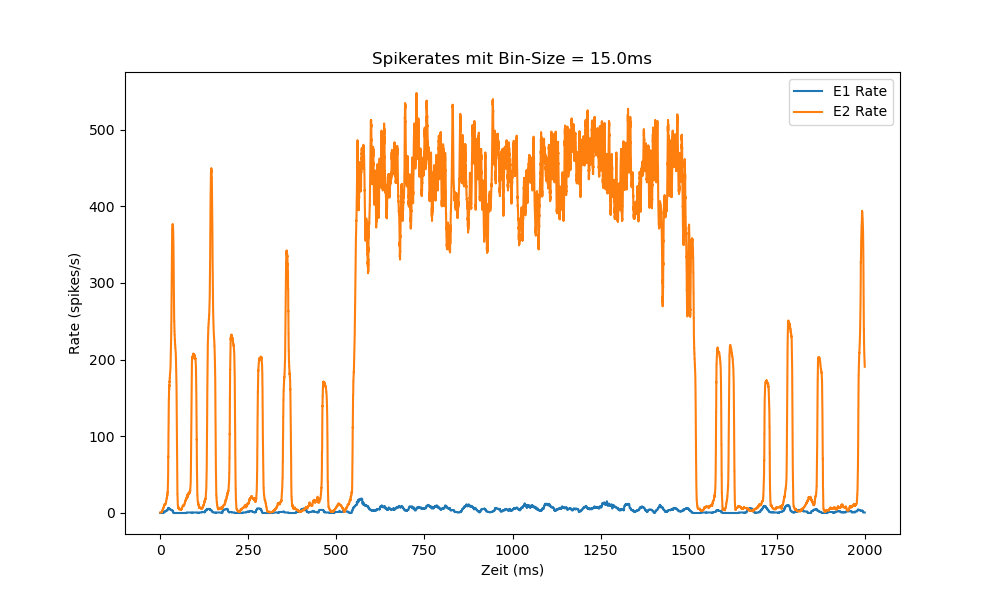 Spikerates mit Bin-Size = 15.0ms
E1 Rate
E2 Rate
500
400
300
200
100
0
Rate (spikes/s)
0 250 500 750 1000 1250 1500 1750 2000
Zeit (ms)